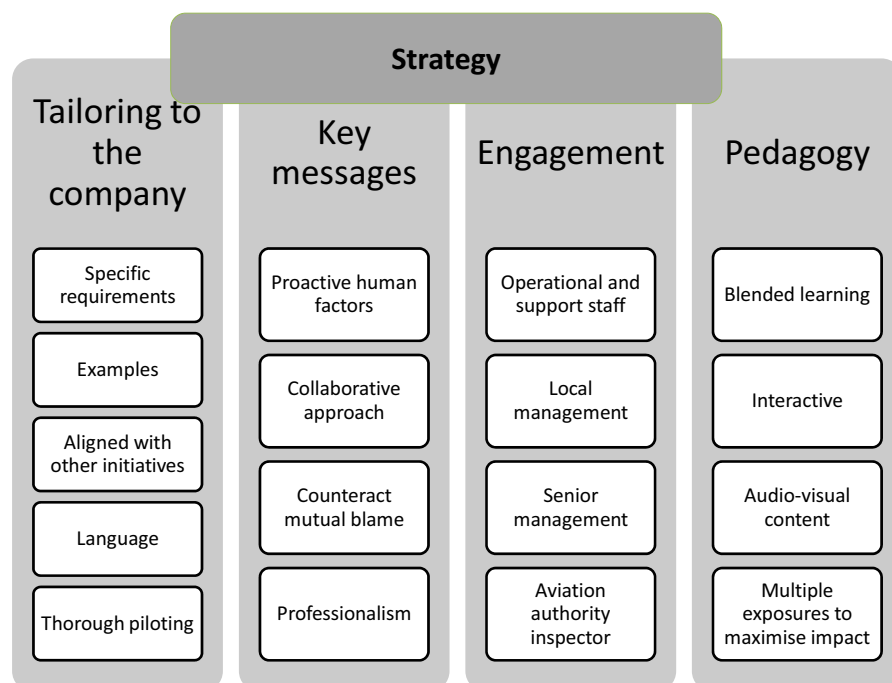 Strategy
Tailoring to
the
company
Specific
requirements
Examples
Aligned with
other initiatives
Language
Thorough piloting
Key
messages
Proactive human
factors
Collaborative
approach
Counteract
mutual blame
Professionalism
Engagement
Operational and
support staff
Local
management
Senior
management
Aviation
authority
inspector
Pedagogy
Blended learning
Interactive
Audio-visual
content
Multiple
exposures to
maximise impact